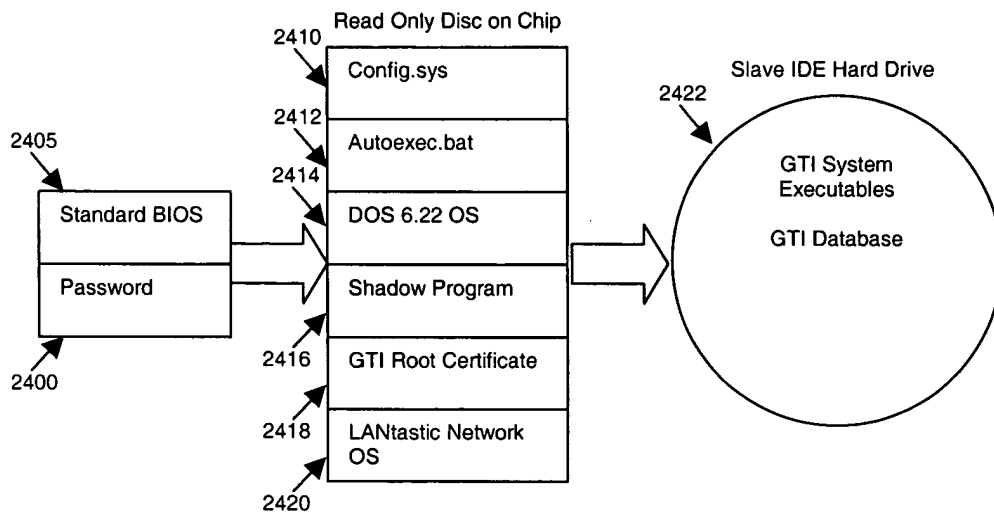 Read Only Disc on Chip
2410
Config.sys
2412
Autoexec.bat
2414
DOS 6.22 OS
Shadow Program
2416
GTI Root Certificate
2418
LANtastic Network
OS
2420
2405
Standard BIOS
Password
2400
Slave IDE Hard Drive
2422
GTI System
Executables
GTI Database